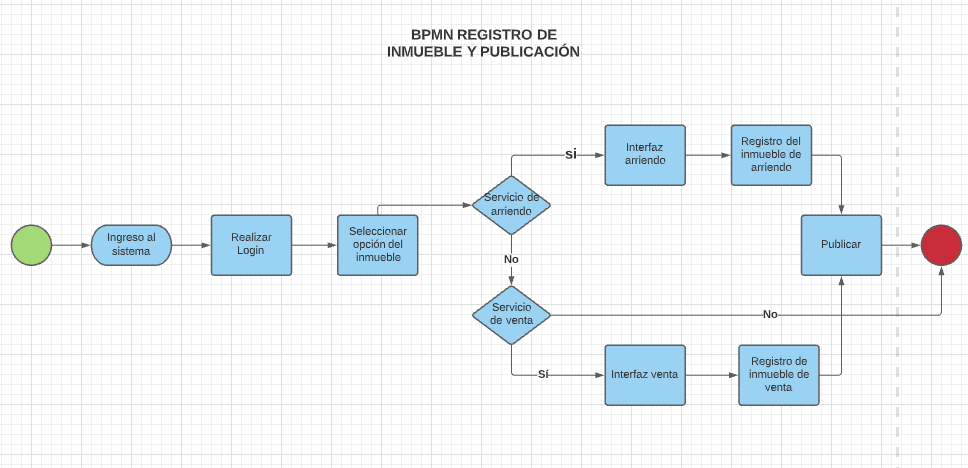 BPMN REGISTRO DE
INMUEBLE Y PUBLICACIÓN
Ingreso al
sistema
Realizar
Login
Seleccionar
opción del
inmueble
Servicio de
arriendo
si
Interfaz
arriendo
Registro del
inmueble de
arriendo
Publicar
No
Servicio
de venta
No
Sí
Interfaz venta
Registro de
inmueble de
venta